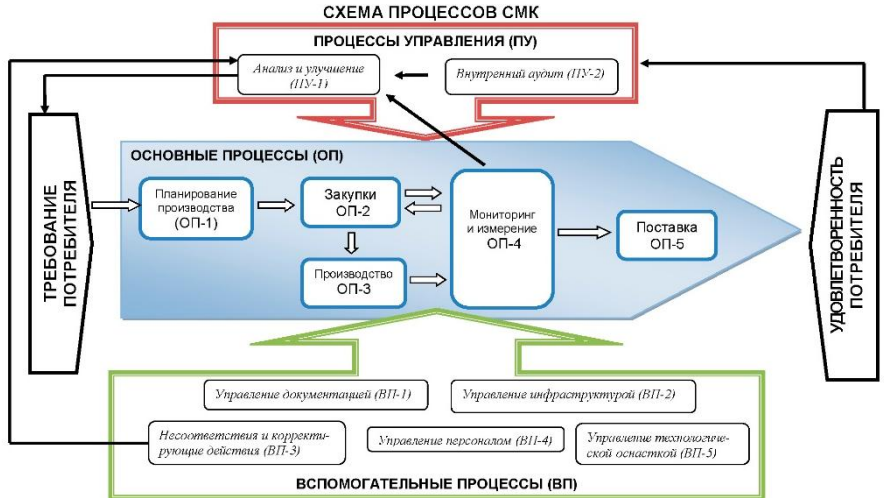 СХЕМА ПРОЦЕССОВ СМК
ПРОЦЕССЫ УПРАВЛЕНИЯ (ПУ)
Анализ и улучшение
(ПУ-1)
Внутренний аудит (ПУ-2)
ТРЕБОВАНИЕ
ПОТРЕБИТЕЛЯ
ОСНОВНЫЕ ПРОЦЕССЫ (ОП)
Планирование
производства
(ОП-1)
Закупки
ОП-2
Производство
ОП-3
Мониторинг
и измерение
ОП-4
Поставка
ОП-5
УДОВЛЕТВОРЕННОСТЬ
ПОТРЕБИТЕЛЯ
Управление документацией (ВП-1)
Управление инфраструктурой (ВП-2)
Несоответствия и корректи-
рующие действия (ВП-3)
Управление персоналом (ВП-4)
Управление технологиче-
ской оснасткой (ВП-5)
ВСПОМОГАТЕЛЬНЫЕ ПРОЦЕССЫ (ВП)